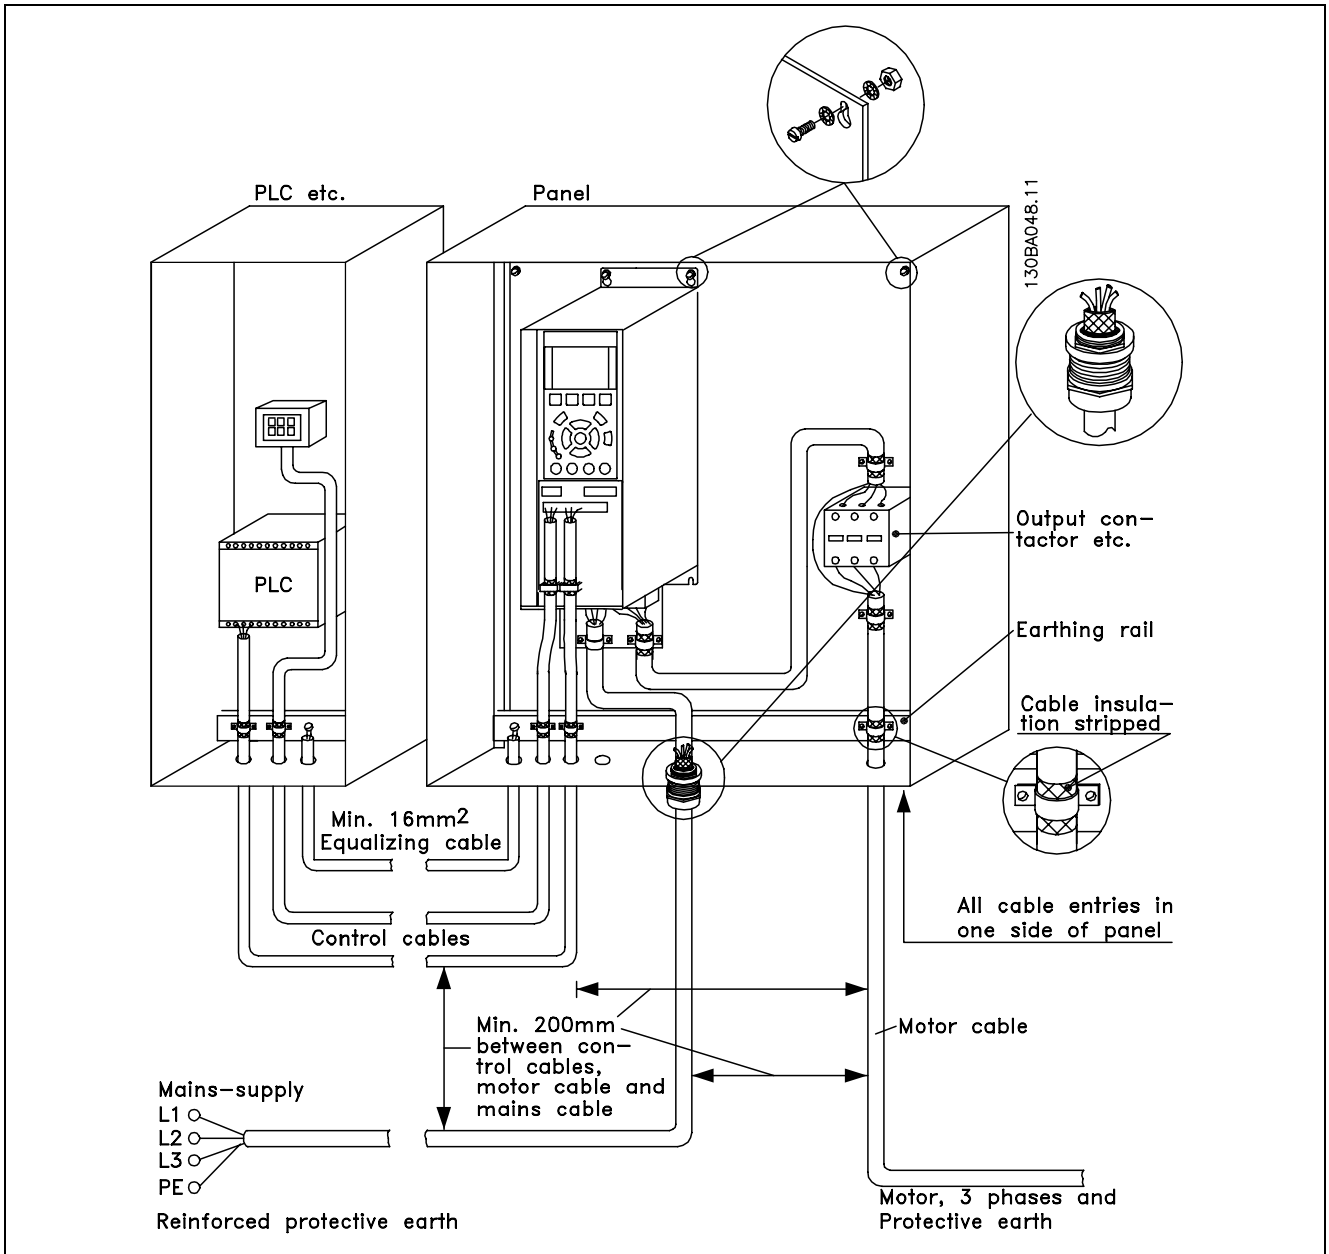 PLC etc.
Panel
130BA048.11
PLC
Output con-
tactor etc.
Earthing rail
Cable insula-
tion stripped
Min. 16mm2
Equalizing cable
All cable entries in
one side of panel
Control cables
Min. 200mm
between con-
trol cables,
motor cable and
mains cable
Motor cable
Mains-supply
L1
L2
L3
PE
Reinforced protective earth
Motor, 3 phases and
Protective earth